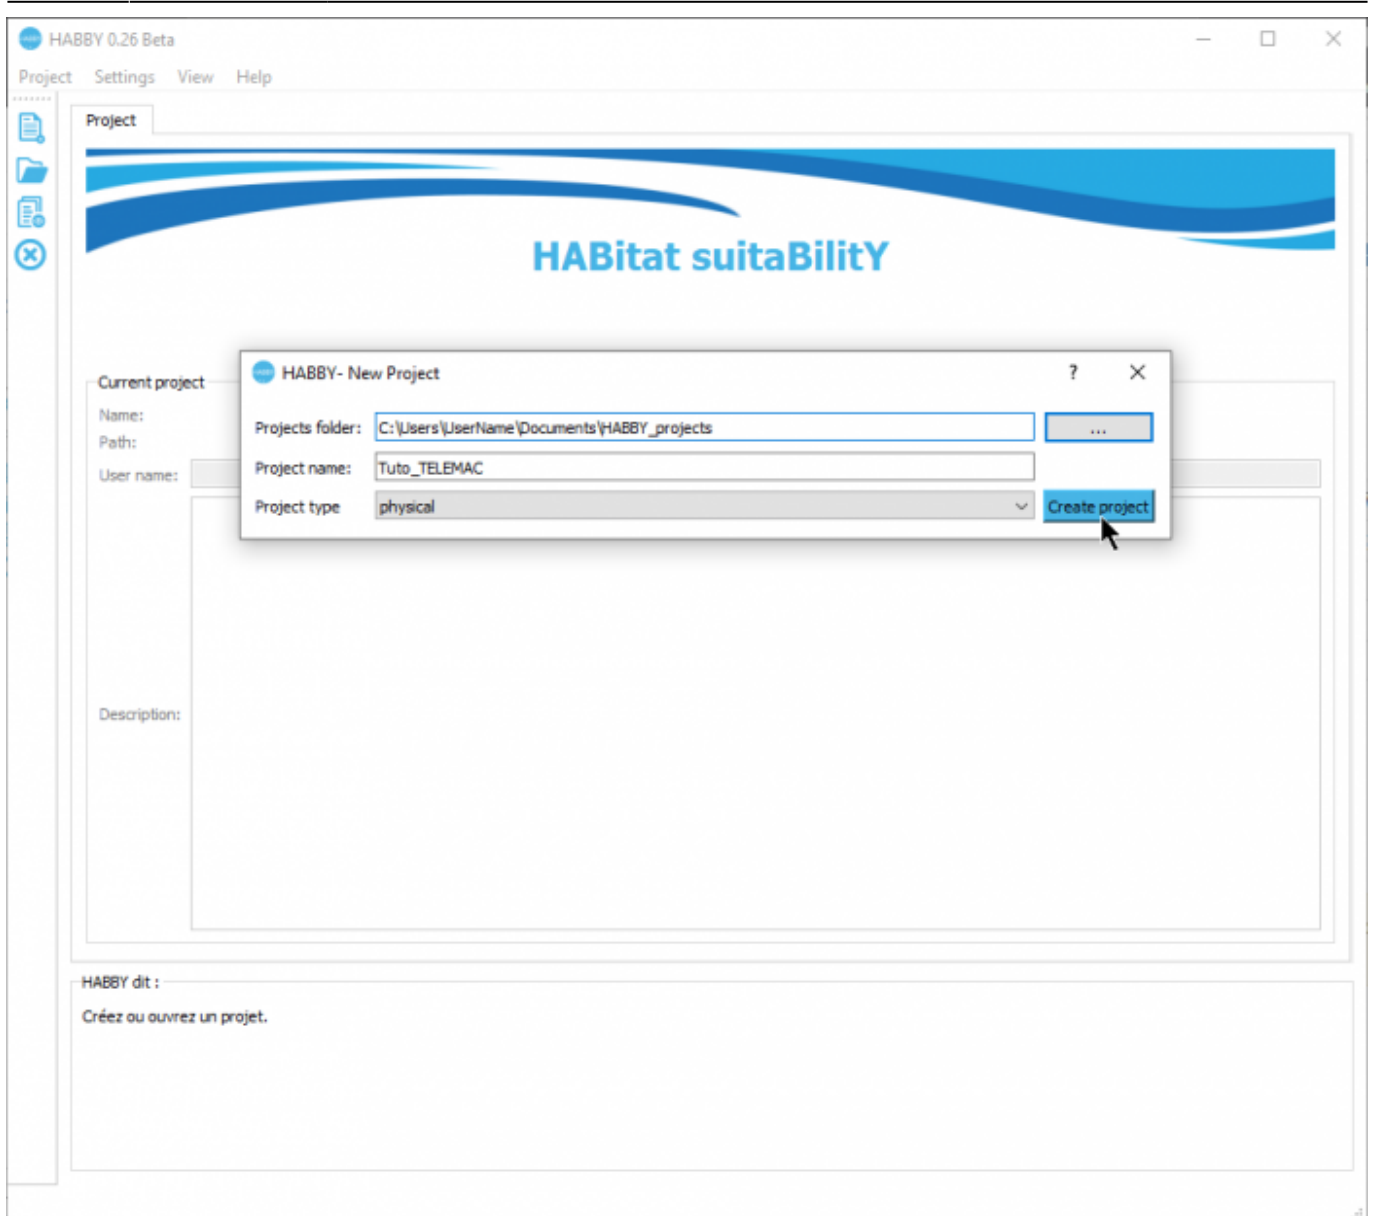 HABBY 0.26 Beta
Project Settings View Help
Project
HABitat suitaBilitY
HABBY- New Project ?
Current project
Projects folder: C:\Users\UserName\Documents\HABBY_projects ...
Name:
Path:
Project name: Tuto_TELEMAC
User name:
Project type physical Create project
Description:
HABBY dit :
Créez ou ouvrez un projet.